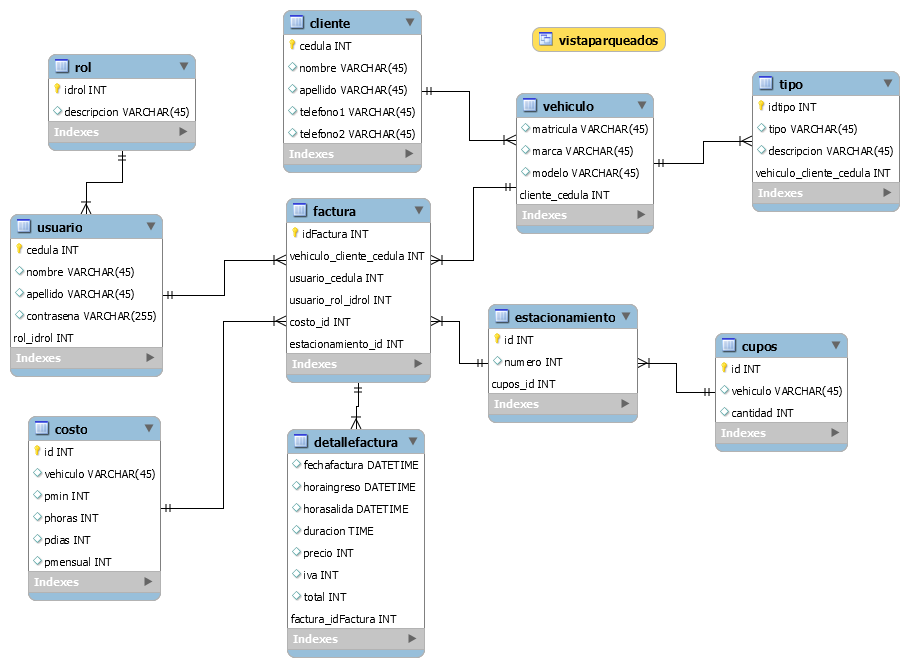 cliente
cedula INT
nombre VARCHAR(45)
apellido VARCHAR(45)
telefono1 VARCHAR(45)
telefono2 VARCHAR(45)
Indexes
vistaparqueados
rol
idrol INT
descripcion VARCHAR(45)
Indexes
vehiculo
matricula VARCHAR(45)
marca VARCHAR(45)
modelo VARCHAR(45)
cliente_cedula INT
Indexes
tipo
idtipo INT
tipo VARCHAR(45)
descripcion VARCHAR(45)
vehiculo_cliente_cedula INT
Indexes
usuario
cedula INT
nombre VARCHAR(45)
apellido VARCHAR(45)
contrasena VARCHAR(255)
rol_idrol INT
Indexes
factura
idFactura INT
vehiculo_cliente_cedula INT
usuario_cedula INT
usuario_rol_idrol INT
costo_id INT
estacionamiento_id INT
Indexes
estacionamiento
id INT
numero INT
cupos_id INT
Indexes
cupos
id INT
vehiculo VARCHAR(45)
cantidad INT
Indexes
costo
id INT
vehiculo VARCHAR(45)
pmin INT
phoras INT
pdias INT
pmensual INT
Indexes
detallefactura
fechafactura DATETIME
horaingreso DATETIME
horasalida DATETIME
duracion TIME
precio INT
iva INT
total INT
factura_idFactura INT
Indexes